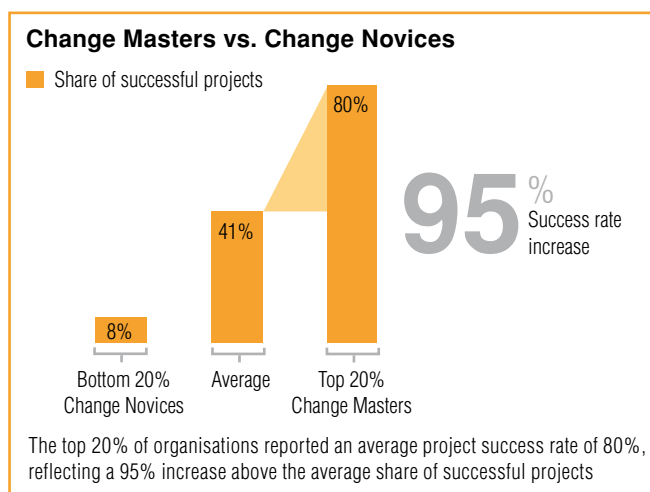 Change Masters vs. Change Novices
Share of successful projects
80%
95%
Success rate
increase
41%
8%
Bottom 20%
Change Novices
Average
Top 20%
Change Masters
The top 20% of organisations reported an average project success rate of 80%,
reflecting a 95% increase above the average share of successful projects